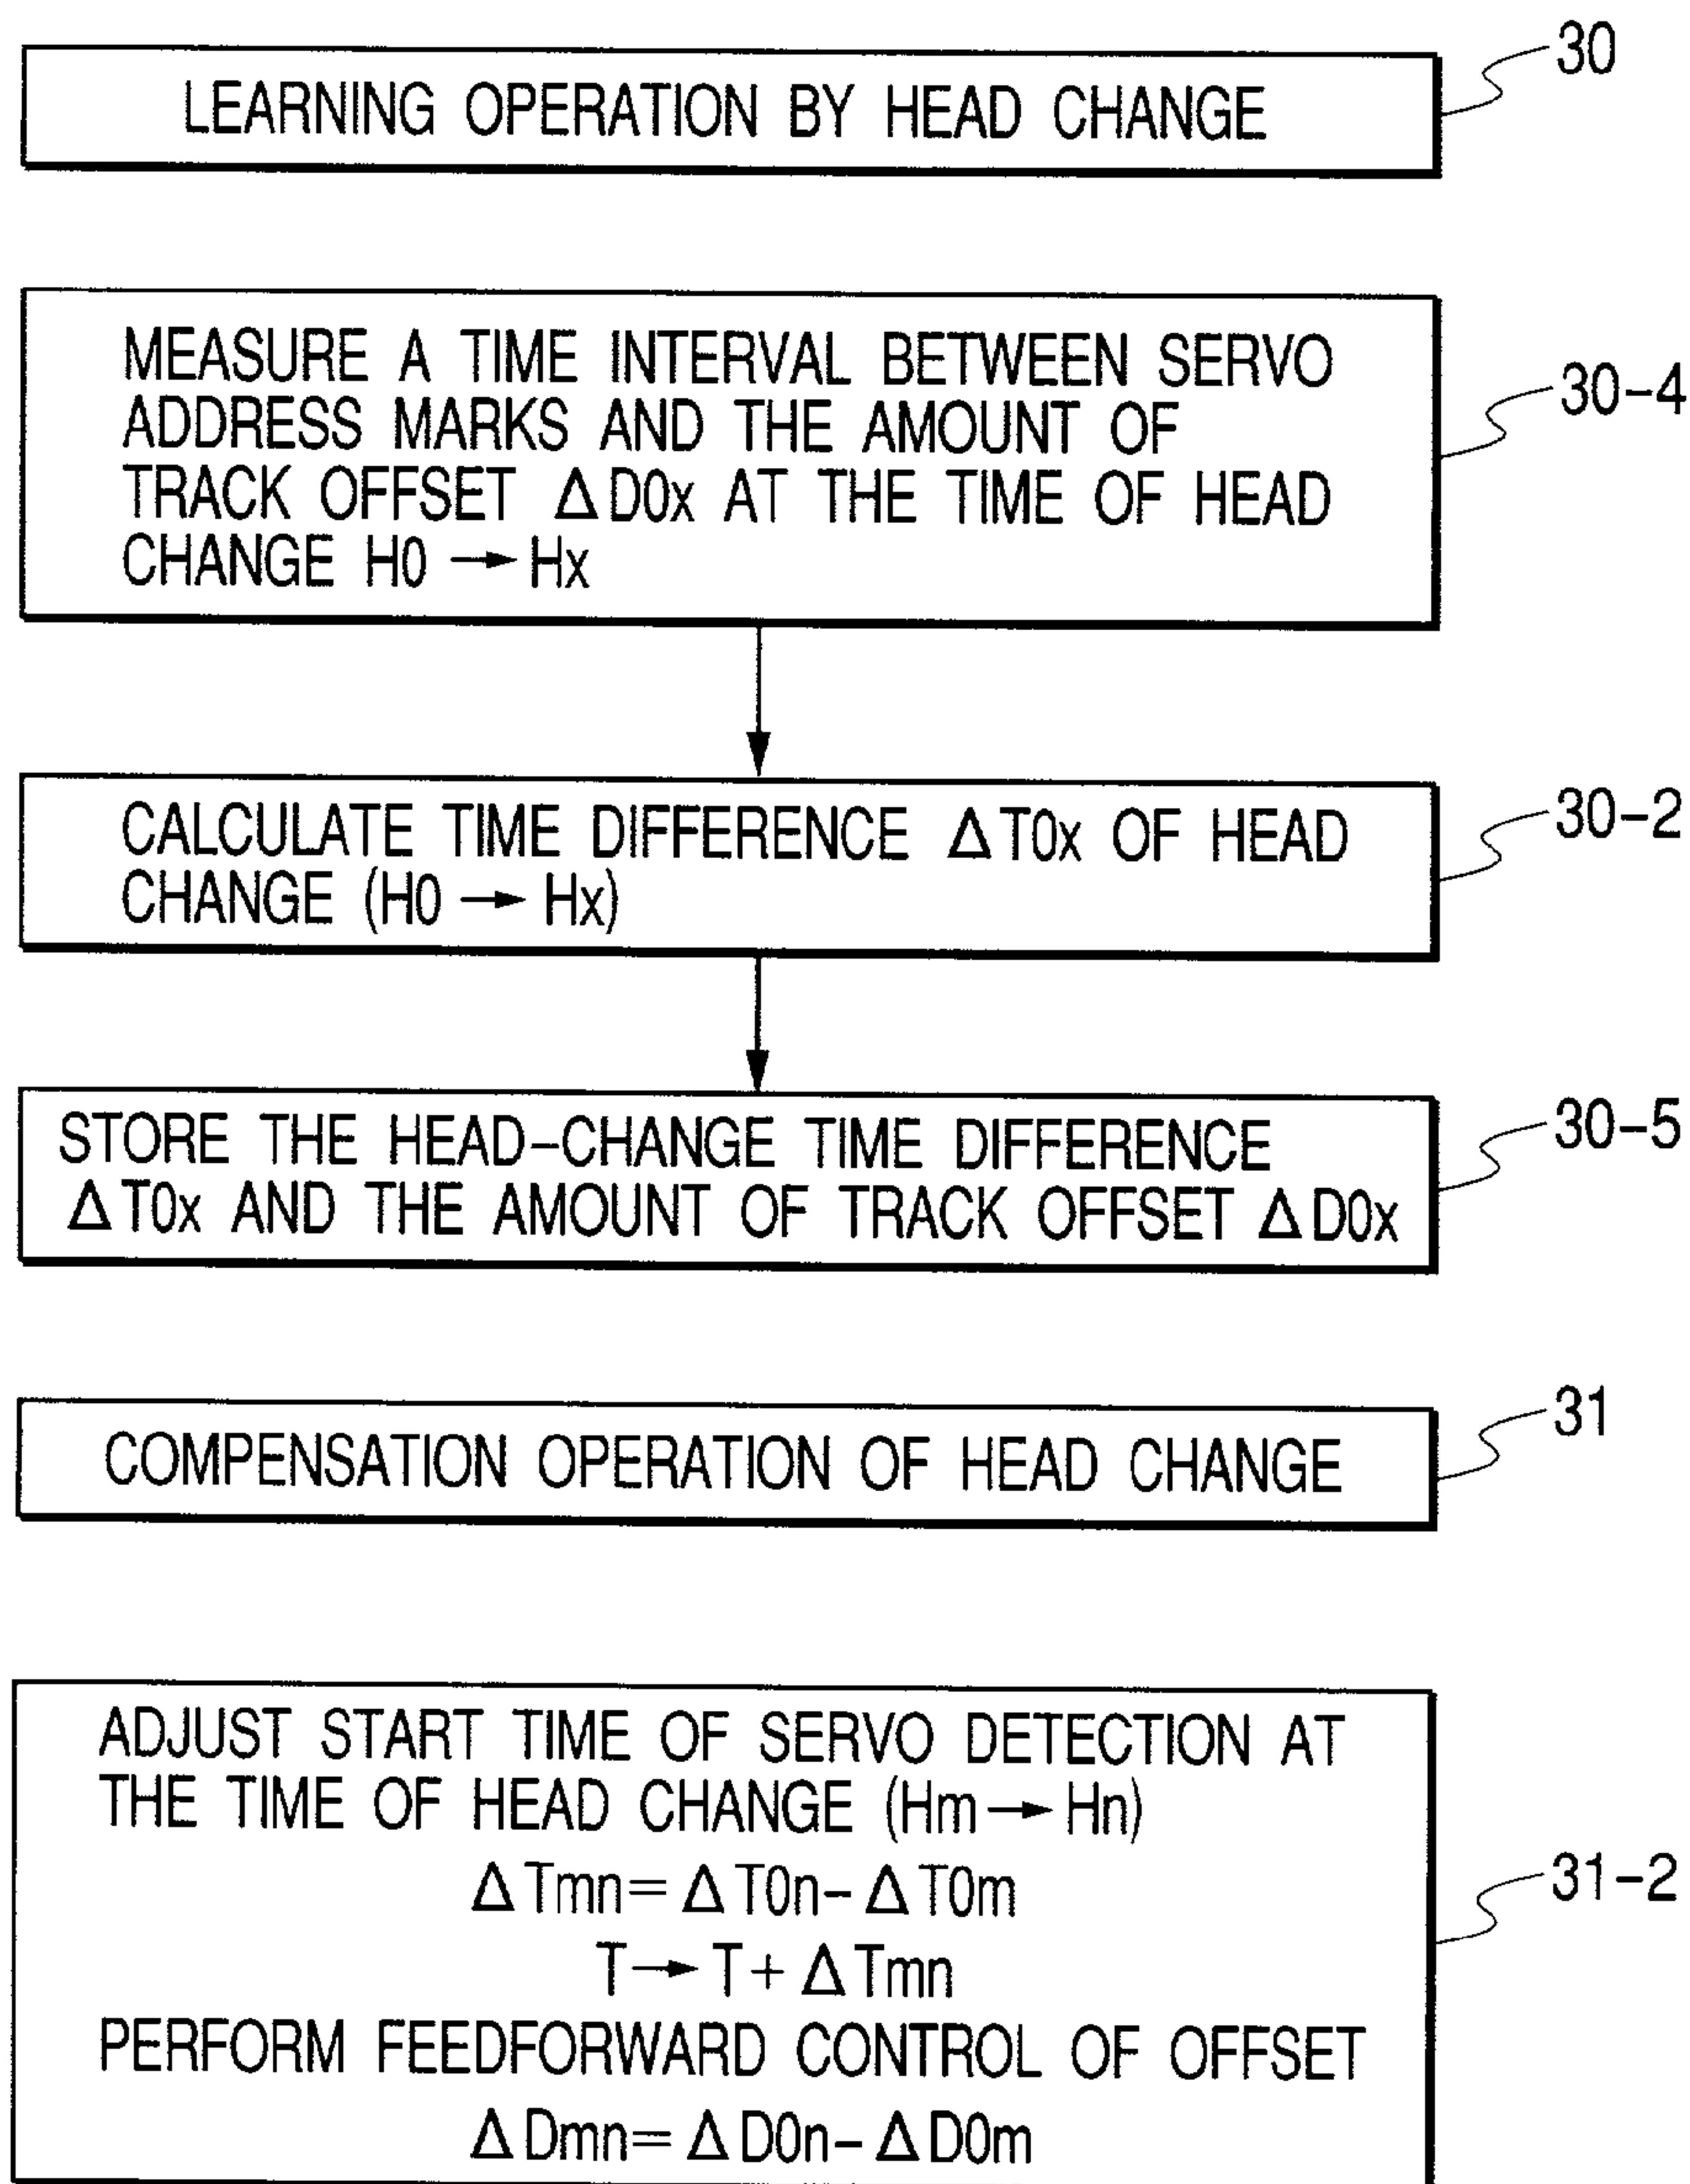 30
LEARNING OPERATION BY HEAD CHANGE
MEASURE A TIME INTERVAL BETWEEN SERVO
ADDRESS MARKS AND THE AMOUNT OF
TRACK OFFSET ΔD0x AT THE TIME OF HEAD
CHANGE H0 → Hx
30-4
CALCULATE TIME DIFFERENCE ΔT0x OF HEAD
CHANGE (H0 → Hx)
30-2
STORE THE HEAD-CHANGE TIME DIFFERENCE
ΔT0x AND THE AMOUNT OF TRACK OFFSET ΔD0x
30-5
COMPENSATION OPERATION OF HEAD CHANGE
31
ADJUST START TIME OF SERVO DETECTION AT
THE TIME OF HEAD CHANGE (Hm → Hn)
ΔTmn = ΔT0n - ΔT0m
T → T + ΔTmn
PERFORM FEEDFORWARD CONTROL OF OFFSET
ΔDmn = ΔD0n - ΔD0m
31-2